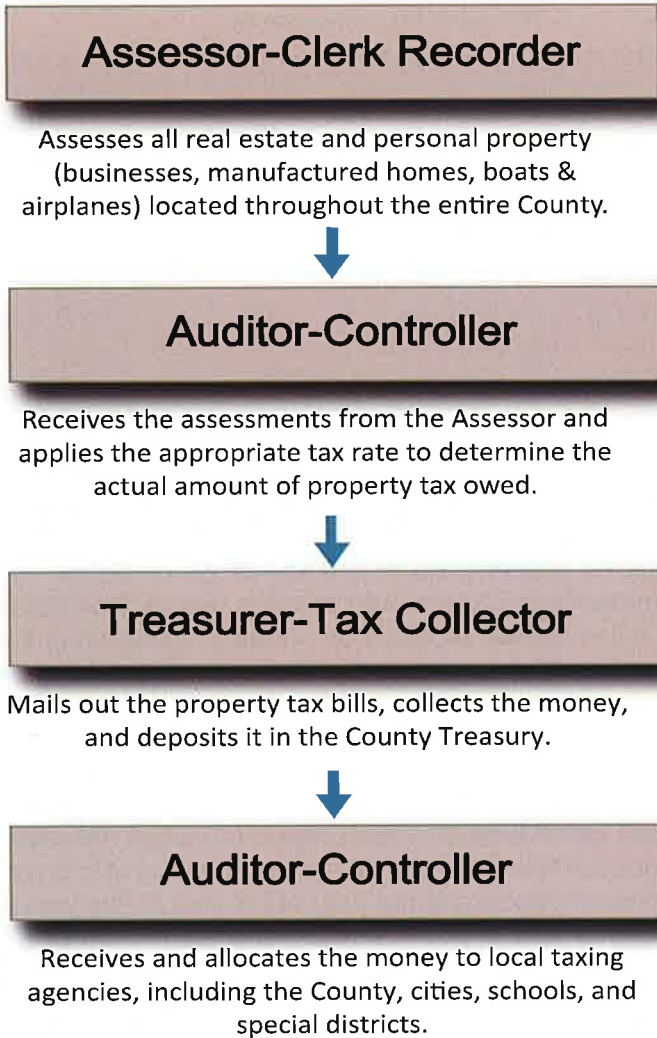 Assessor-Clerk Recorder
Assesses all real estate and personal property
(businesses, manufactured homes, boats &
airplanes) located throughout the entire County.
Auditor-Controller
Receives the assessments from the Assessor and
applies the appropriate tax rate to determine the
actual amount of property tax owed.
Treasurer-Tax Collector
Mails out the property tax bills, collects the money,
and deposits it in the County Treasury.
Auditor-Controller
Receives and allocates the money to local taxing
agencies, including the County, cities, schools, and
special districts.